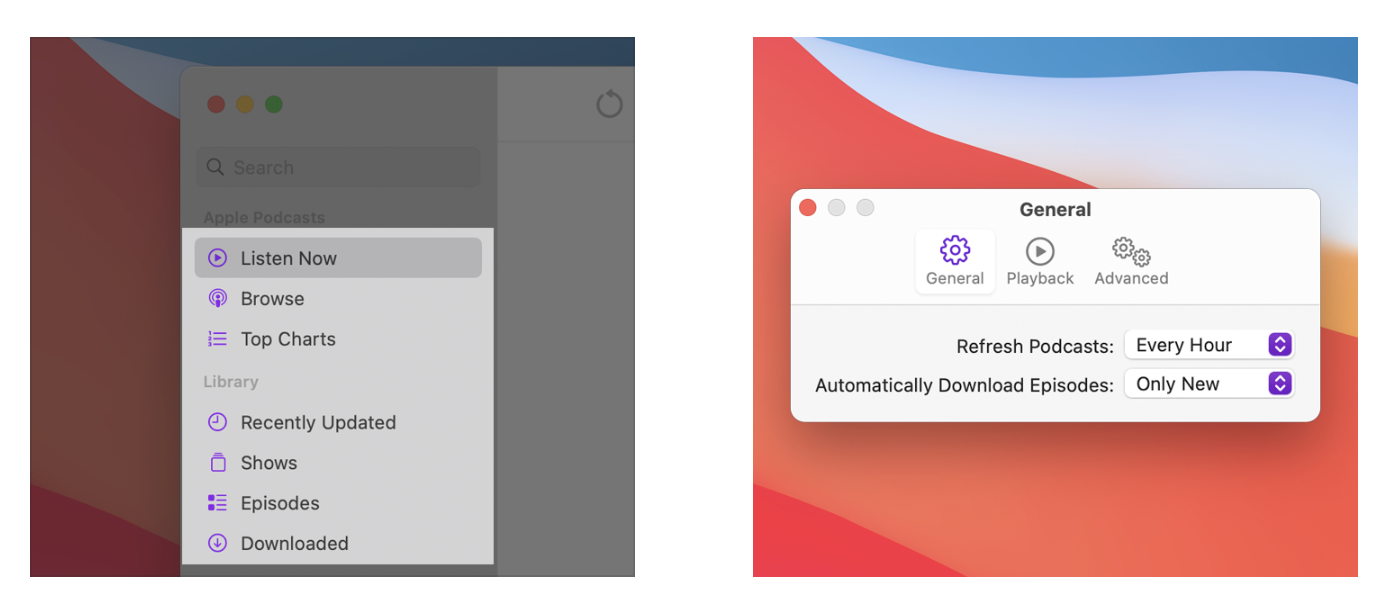 Search
Apple Podcasts
Listen Now
Browse
Top Charts
Library
Recently Updated
Shows
Episodes
Downloaded
General
General Playback Advanced
Refresh Podcasts: Every Hour
Automatically Download Episodes: Only New